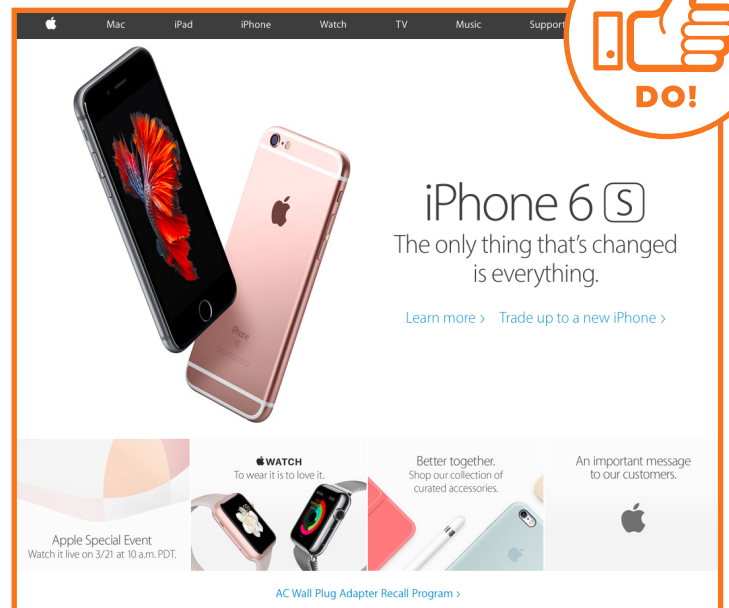 Mac iPad iPhone Watch TV Music Support
DO!
iPhone 6 S
The only thing that's changed
is everything.
Learn more > Trade up to a new iPhone >
iPhone
S
Apple Special Event
Watch it live on 3/21 at 10 a.m. PDT.
WATCH
To wear it is to love it.
Better together.
Shop our collection of
curated accessories.
An important message
to our customers.
AC Wall Plug Adapter Recall Program >